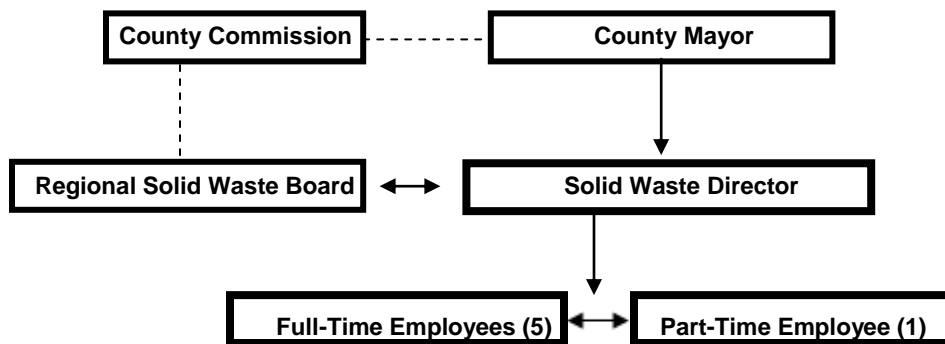 County Commission
County Mayor
Regional Solid Waste Board
Solid Waste Director
Full-Time Employees (5)
Part-Time Employee (1)